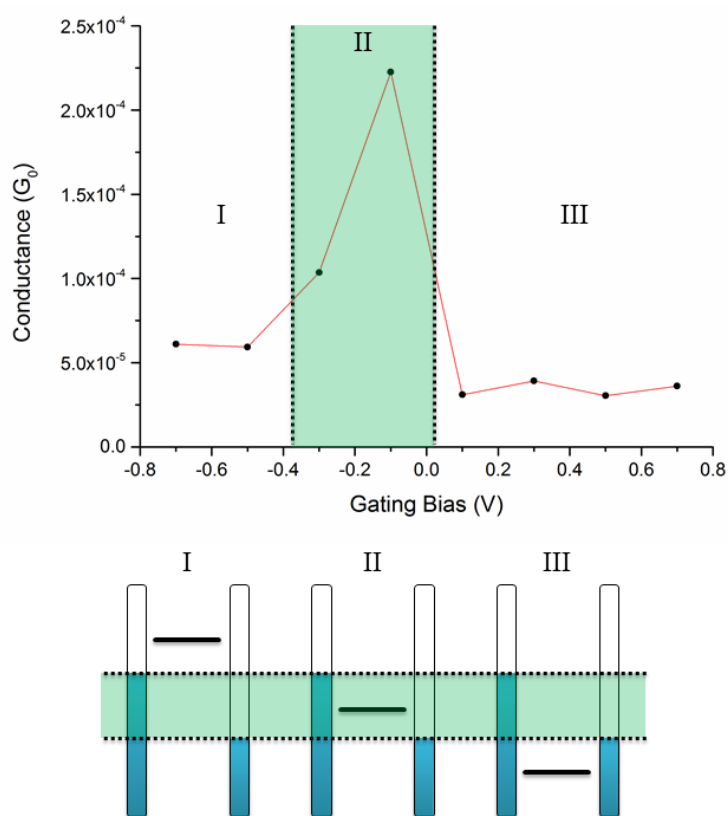 2.5x10⁻⁴
II
2.0x10⁻⁴
1.5x10⁻⁴
I
III
1.0x10⁻⁴
5.0x10⁻⁵
0.0
Conductance (G₀)
-0.8 -0.6 -0.4 -0.2 0.0 0.2 0.4 0.6 0.8
Gating Bias (V)
I II III